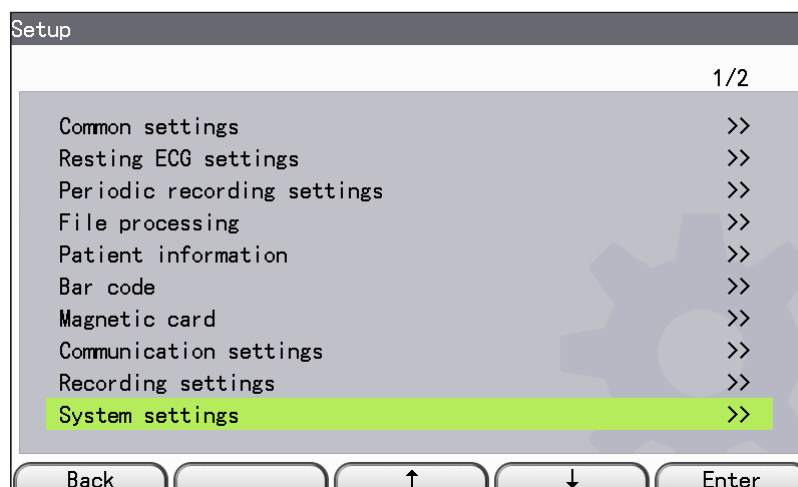 Setup
1/2
Common settings >>
Resting ECG settings >>
Periodic recording settings >>
File processing >>
Patient information >>
Bar code >>
Magnetic card >>
Communication settings >>
Recording settings >>
System settings >>
Back ↑ ↓ Enter